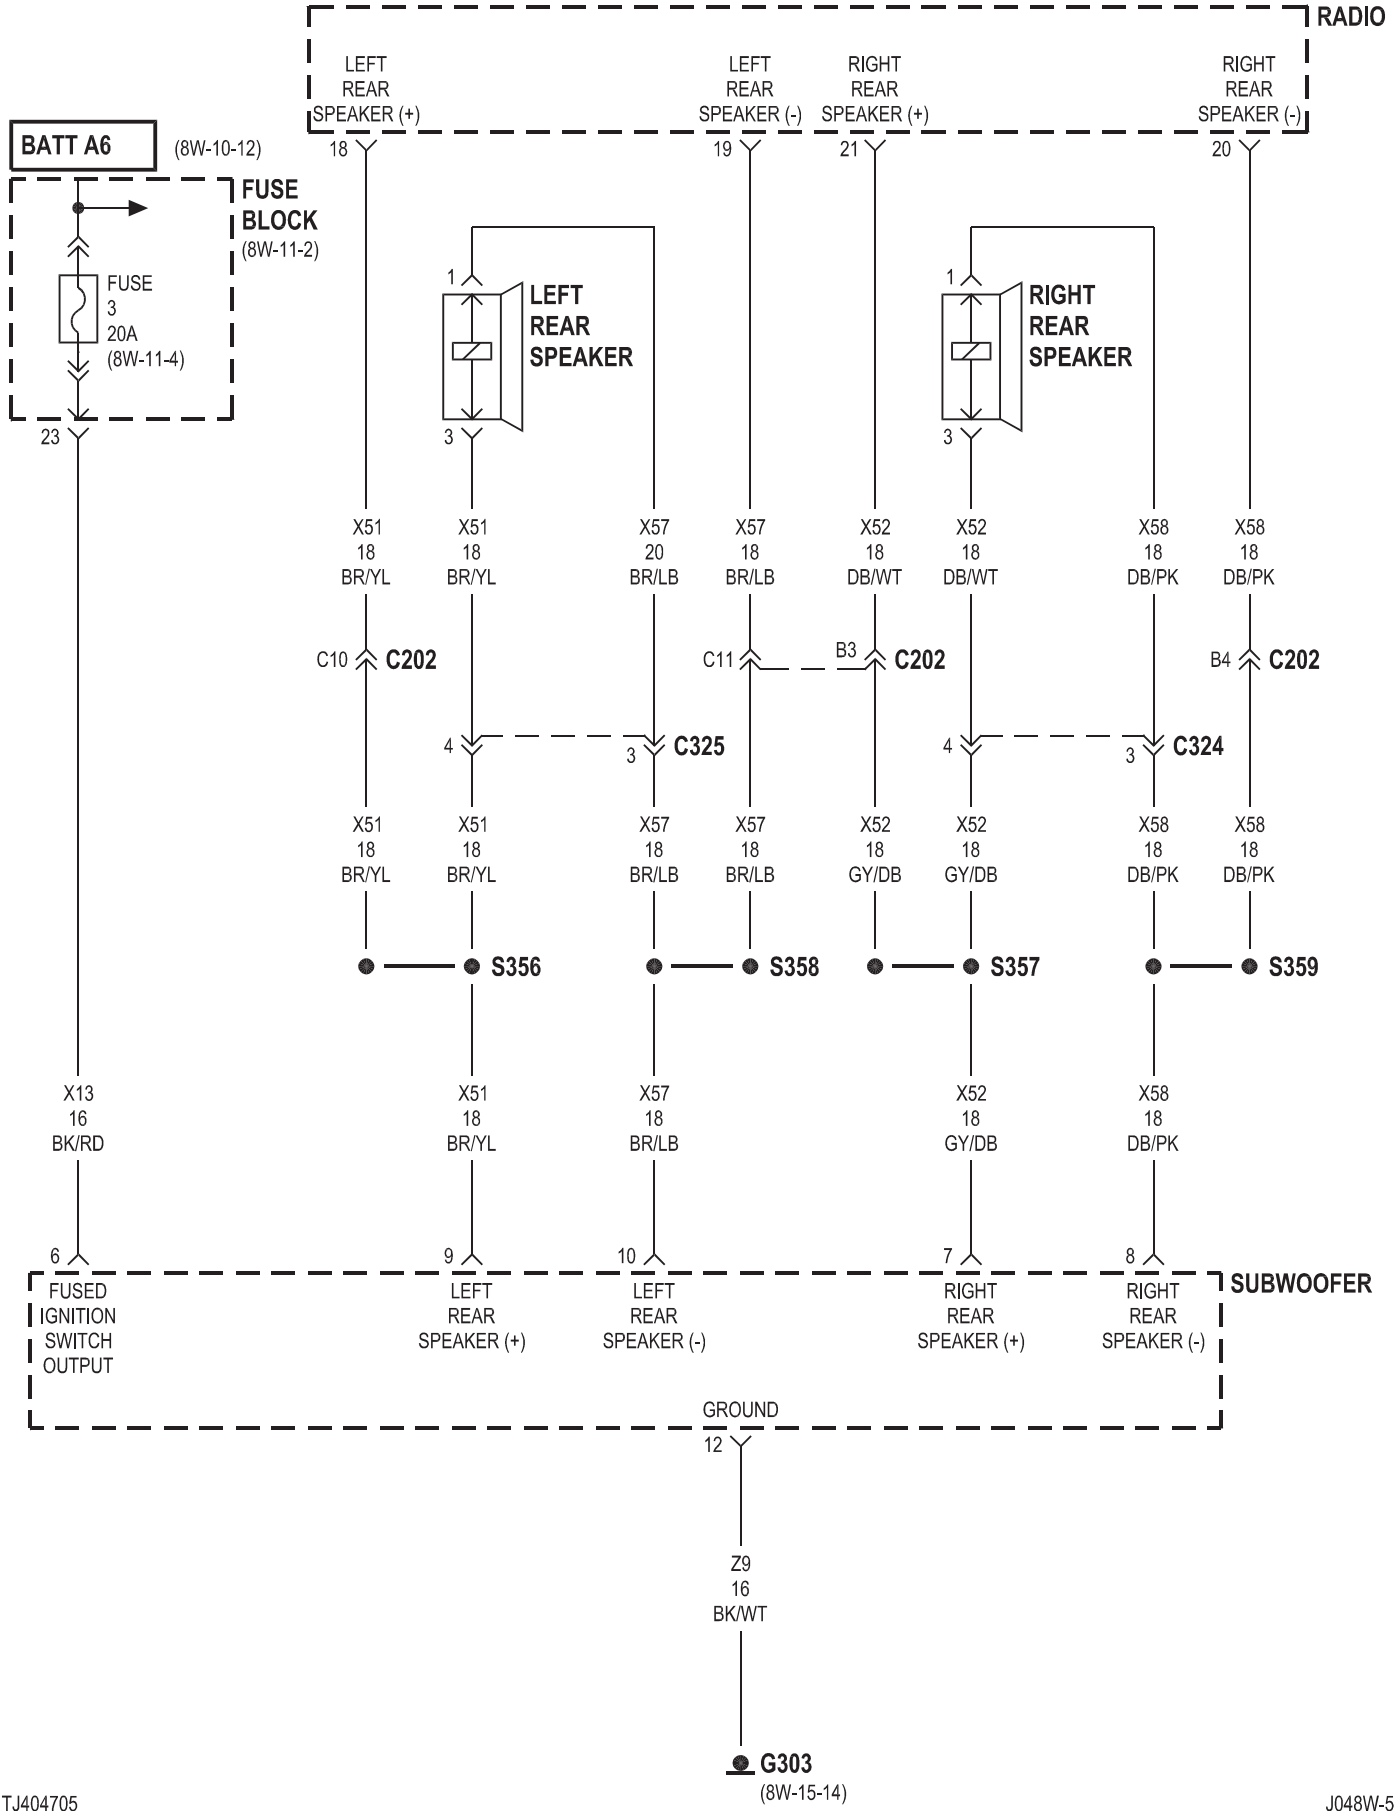 RADIO
LEFT
REAR
SPEAKER (+)
LEFT
REAR
SPEAKER (-)
RIGHT
REAR
SPEAKER (+)
RIGHT
REAR
SPEAKER (-)
18
19
21
20
BATT A6
(8W-10-12)
FUSE
BLOCK
(8W-11-2)
FUSE
3
20A
(8W-11-4)
23
1
LEFT
REAR
SPEAKER
3
1
RIGHT
REAR
SPEAKER
3
X51
18
BR/YL
X51
18
BR/YL
X57
20
BR/LB
X57
18
BR/LB
X52
18
DB/WT
X52
18
DB/WT
X58
18
DB/PK
X58
18
DB/PK
C10
C202
C11
B3
C202
B4
C202
4
3
C325
4
3
C324
X51
18
BR/YL
X51
18
BR/YL
X57
18
BR/LB
X57
18
BR/LB
X52
18
GY/DB
X52
18
GY/DB
X58
18
DB/PK
X58
18
DB/PK
S356
S358
S357
S359
X13
16
BK/RD
X51
18
BR/YL
X57
18
BR/LB
X52
18
GY/DB
X58
18
DB/PK
6
9
10
7
8
SUBWOOFER
FUSED
IGNITION
SWITCH
OUTPUT
LEFT
REAR
SPEAKER (+)
LEFT
REAR
SPEAKER (-)
RIGHT
REAR
SPEAKER (+)
RIGHT
REAR
SPEAKER (-)
GROUND
12
Z9
16
BK/WT
G303
(8W-15-14)
TJ404705
J048W-5